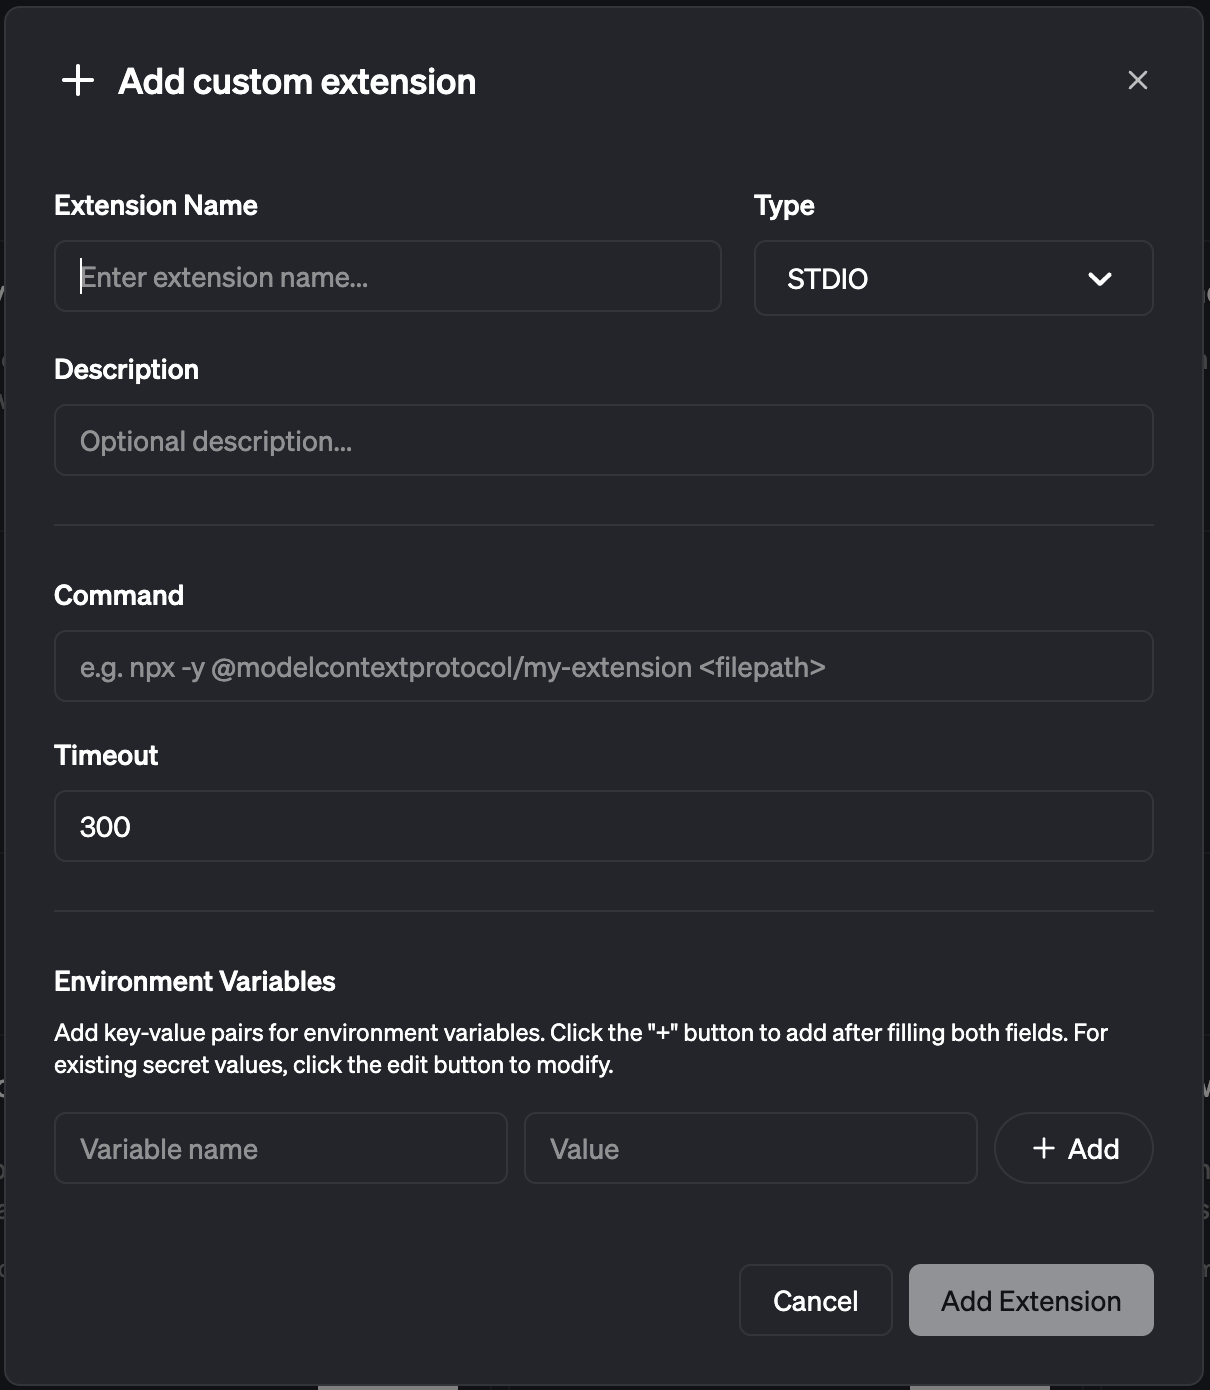 Add custom extension
Extension Name
Type
Enter extension name...
STDIO
Description
Optional description...
Command
e.g. npx -y @modelcontextprotocol/my-extension <filepath>
Timeout
300
Environment Variables
Add key-value pairs for environment variables. Click the "+" button to add after filling both fields. For
existing secret values, click the edit button to modify.
Variable name
Value
+ Add
Cancel
Add Extension